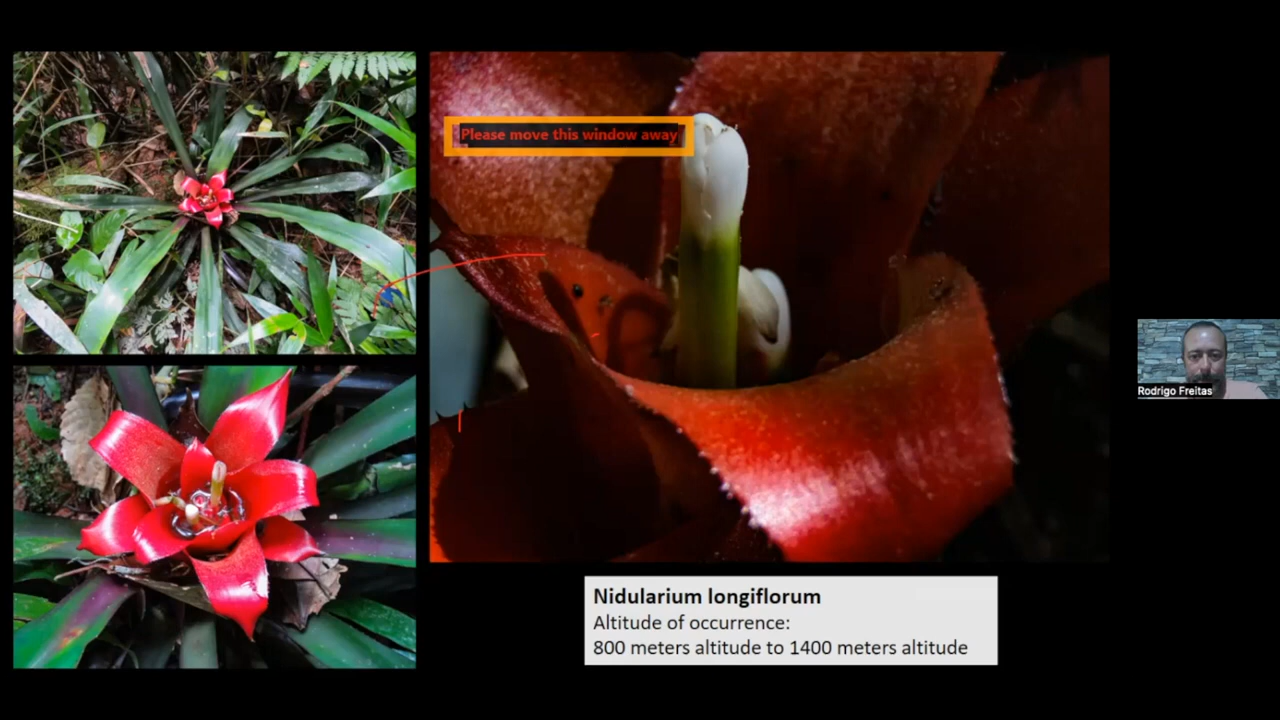 Please move this window away
Rodrigo Freitas
Nidularium longiflorum
Altitude of occurrence:
800 meters altitude to 1400 meters altitude